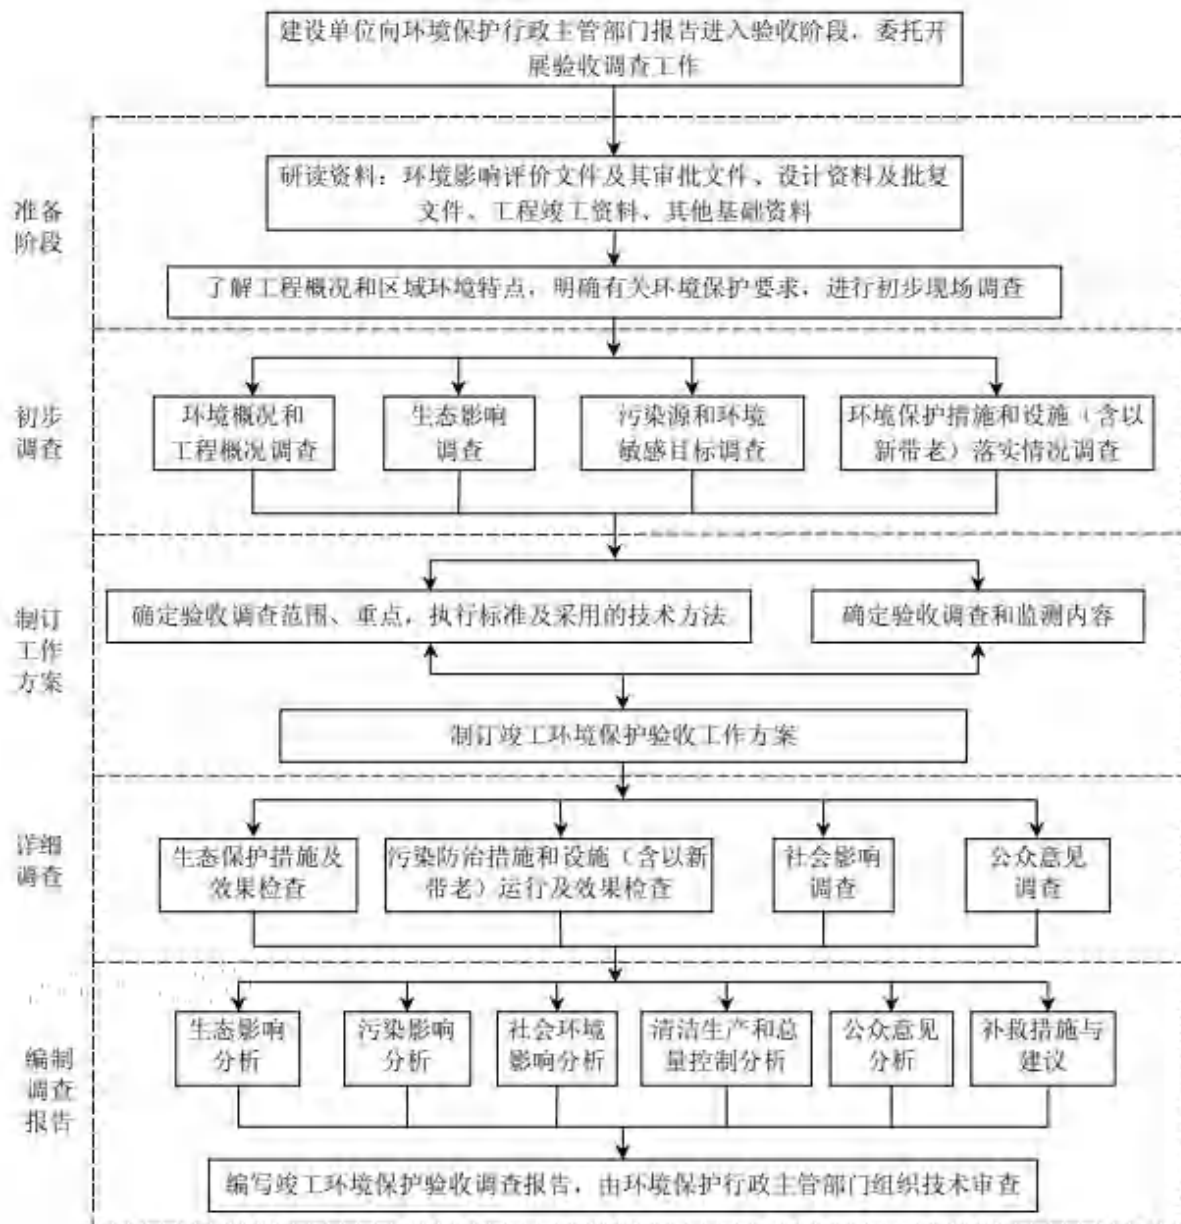 建设单位向环境保护行政主管部门报告进入验收阶段，委托开
展验收调查工作
准备
阶段
研读资料：环境影响评价文件及其审批文件、设计资料及批复
文件、工程竣工资料、其他基础资料
了解工程概况和区域环境特点，明确有关环境保护要求，进行初步现场调查
初步
调查
环境概况和
工程概况调查
生态影响
调查
污染源和环境
敏感目标调查
环境保护措施和设施（含以
新带老）落实情况调查
制订
工作
方案
确定验收调查范围、重点，执行标准及采用的技术方法
确定验收调查和监测内容
制订竣工环境保护验收工作方案
详细
调查
生态保护措施及
效果检查
污染防治措施和设施（含以新
带老）运行及效果检查
社会影响
调查
公众意见
调查
编制
调查
报告
生态影响
分析
污染影响
分析
社会环境
影响分析
清洁生产和总
量控制分析
公众意见
分析
补救措施与
建议
编写竣工环境保护验收调查报告，由环境保护行政主管部门组织技术审查